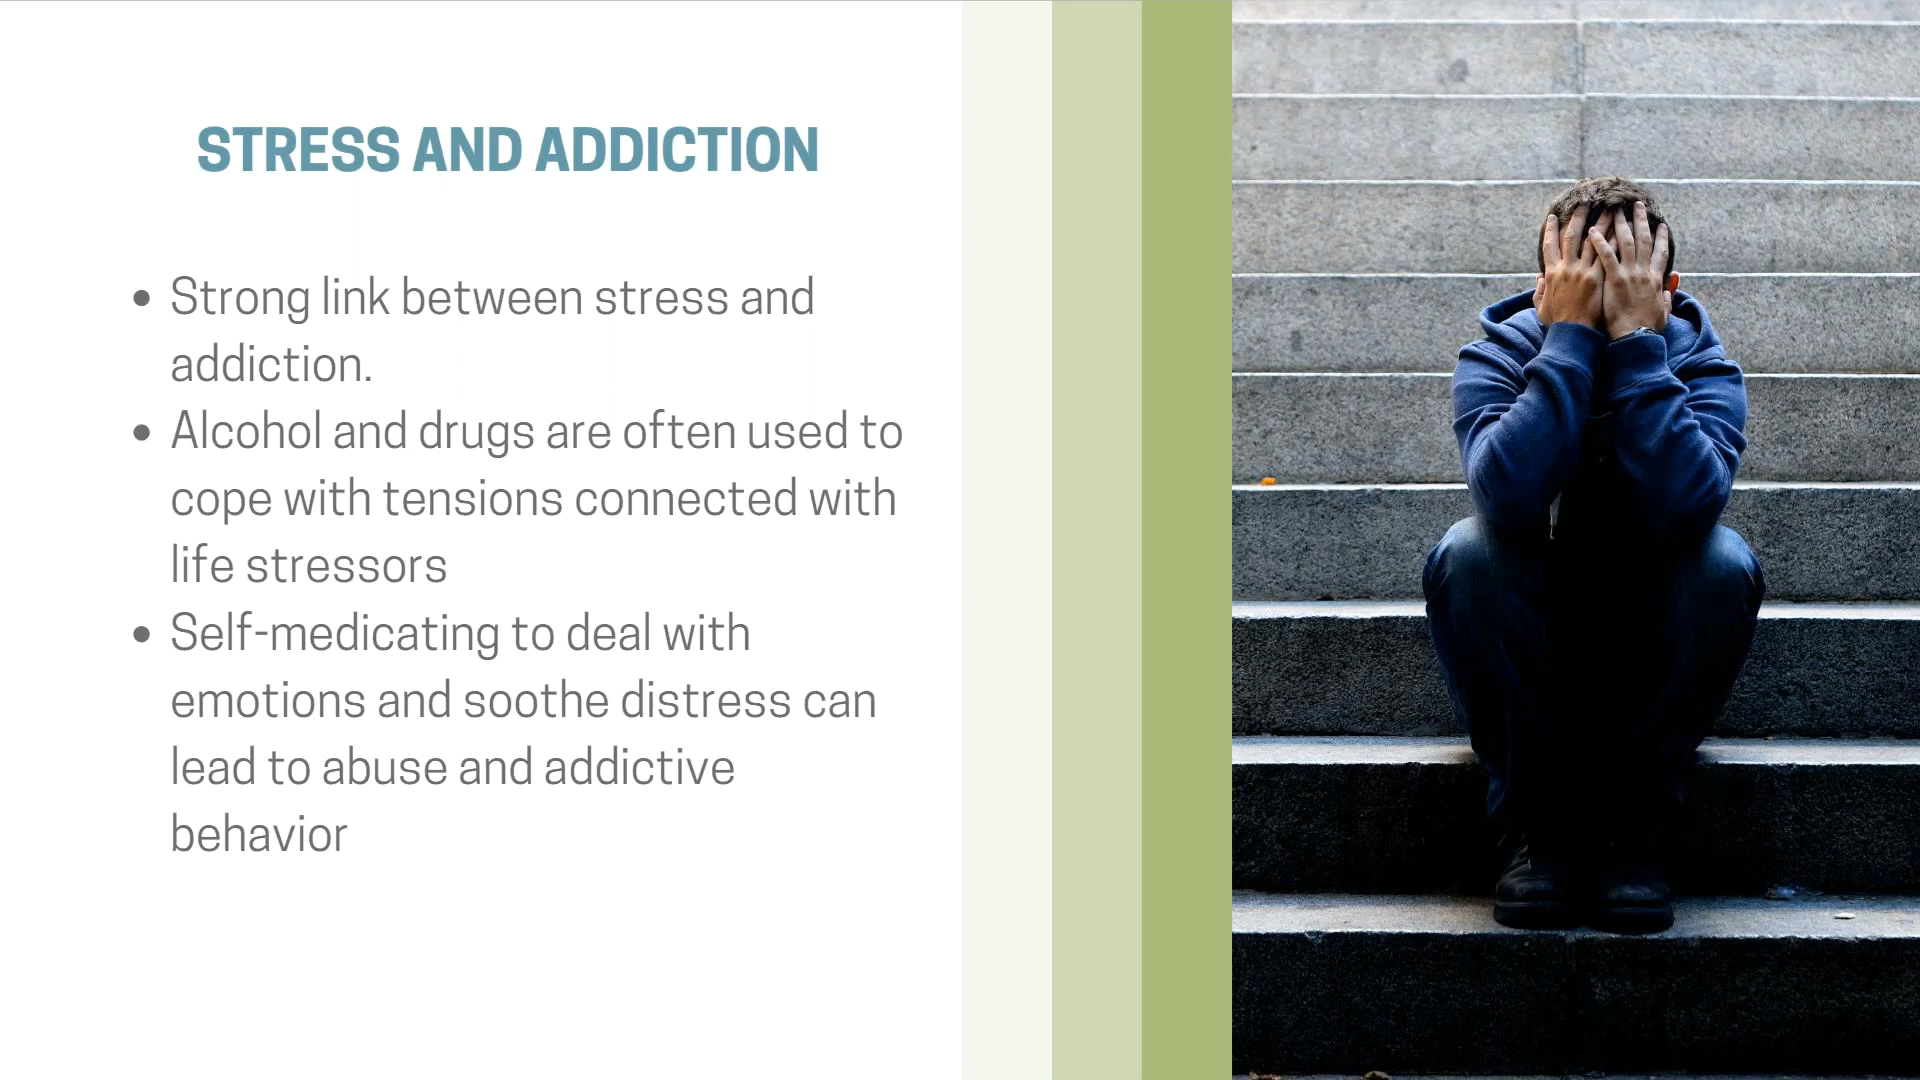 STRESS AND ADDICTION
• Strong link between stress and
addiction.
• Alcohol and drugs are often used to
cope with tensions connected with
life stressors
• Self-medicating to deal with
emotions and soothe distress can
lead to abuse and addictive
behavior